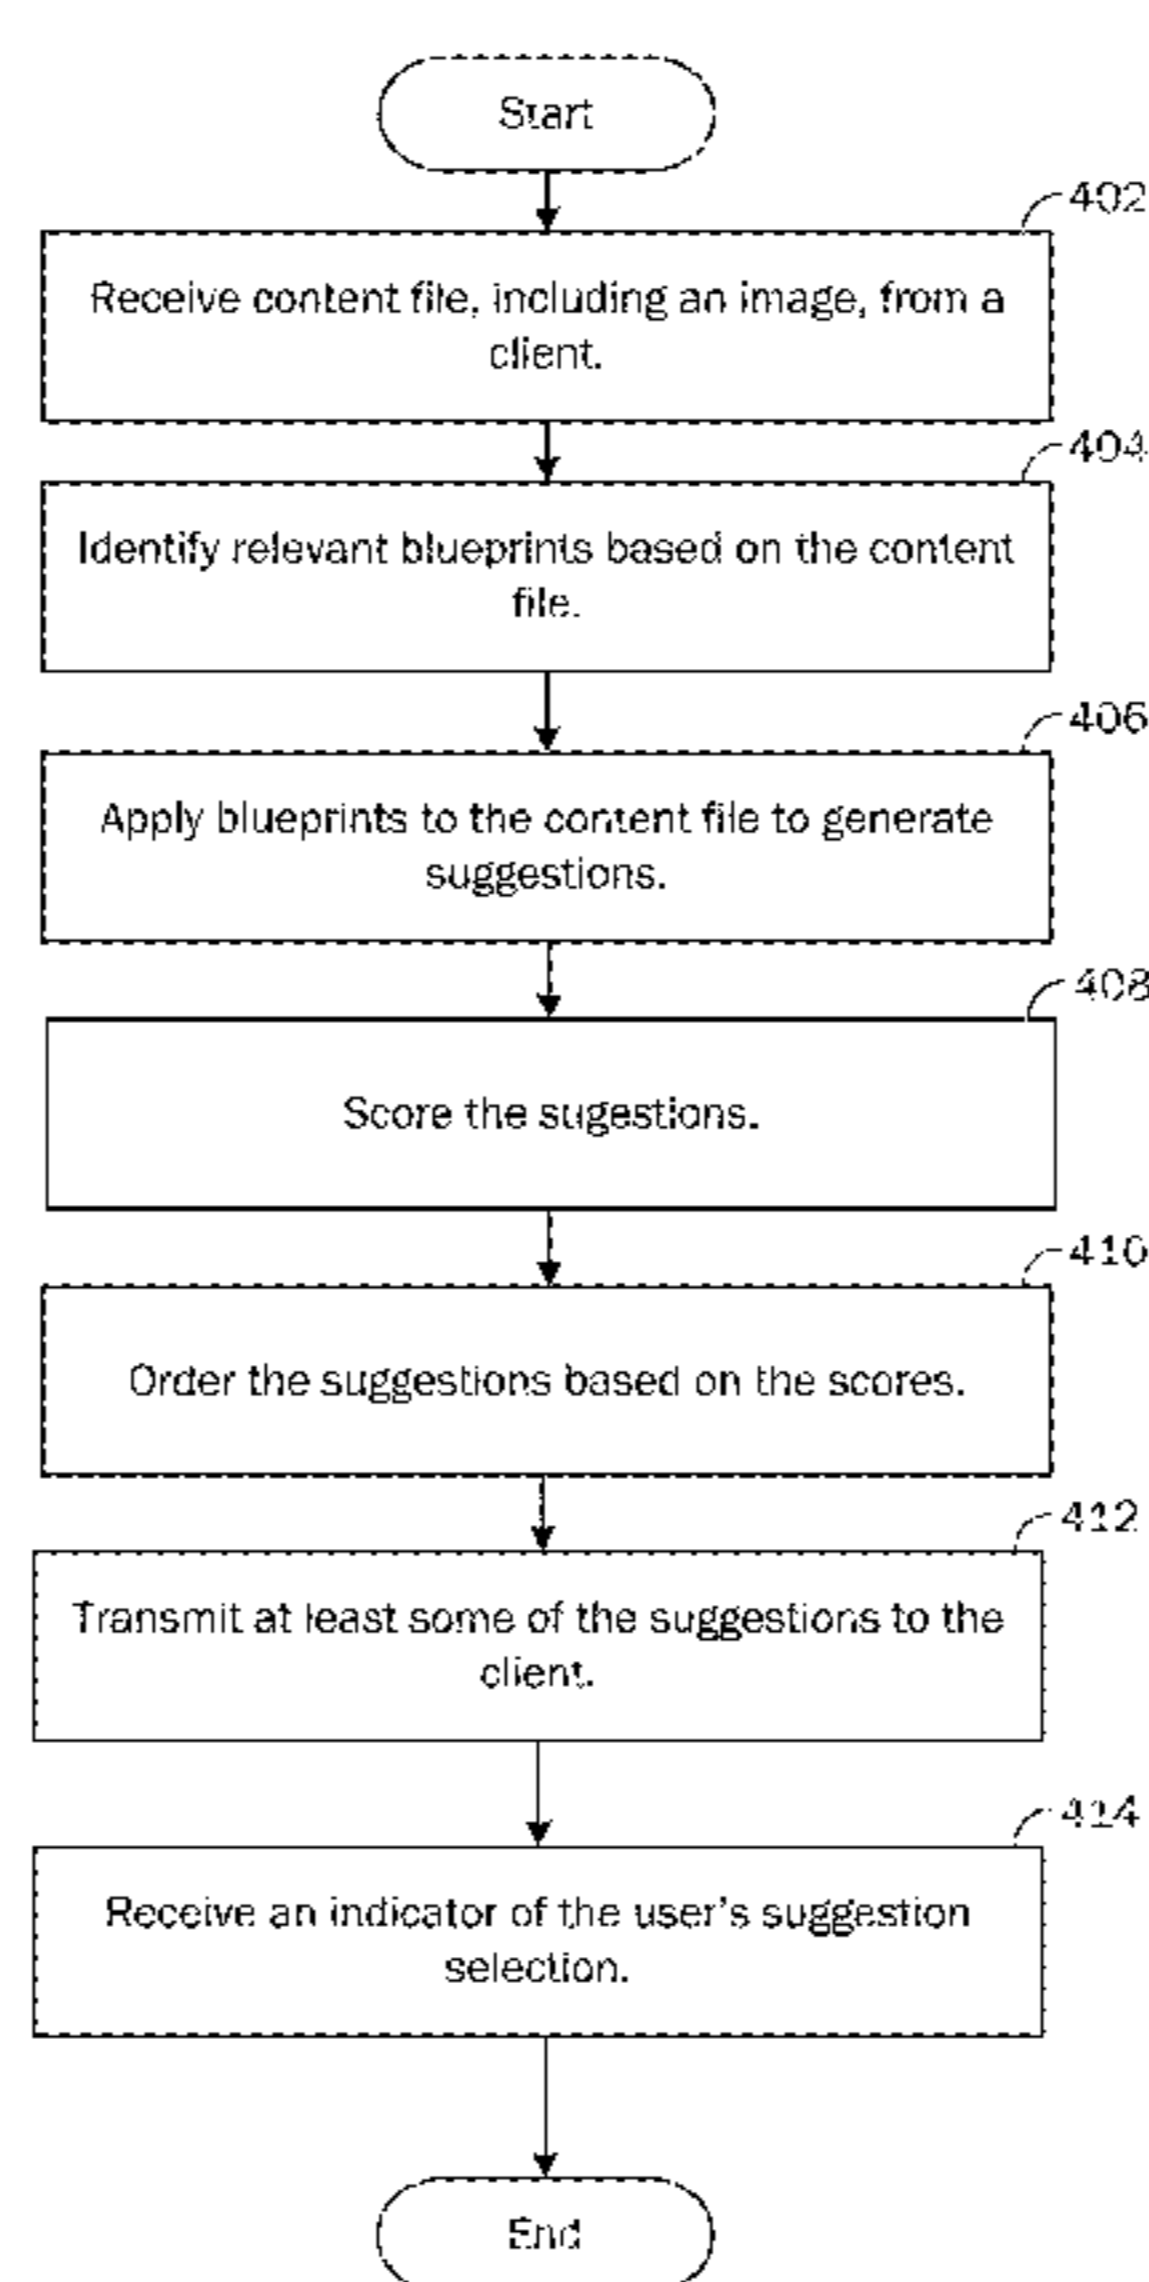 Start
402
Receive content file, including an image, from a
client.
404
Identify relevant blueprints based on the content
file.
406
Apply blueprints to the content file to generate
suggestions.
408
Score the sugestions.
410
Order the suggestions based on the scores.
412
Transmit at least some of the suggestions to the
client.
414
Receive an indicator of the user's suggestion
selection.
End